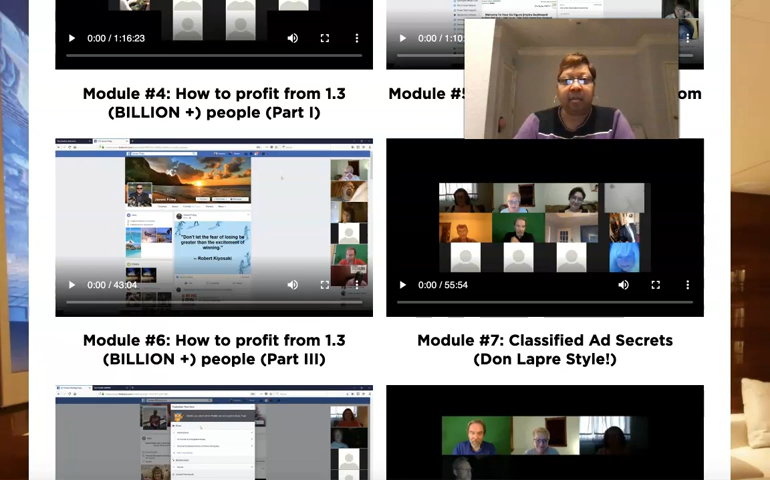 0:00 / 1:16:23
0:00 / 1:10:
Module #4: How to profit from 1.3
(BILLION +) people (Part I)
Module #5
om
"Don't let the fear of losing be
greater than the excitement of
winning."
Robert Kiyosaki
0:00 / 43:04
0:00 / 55:54
Module #6: How to profit from 1.3
(BILLION +) people (Part III)
Module #7: Classified Ad Secrets
(Don Lapre Style!)